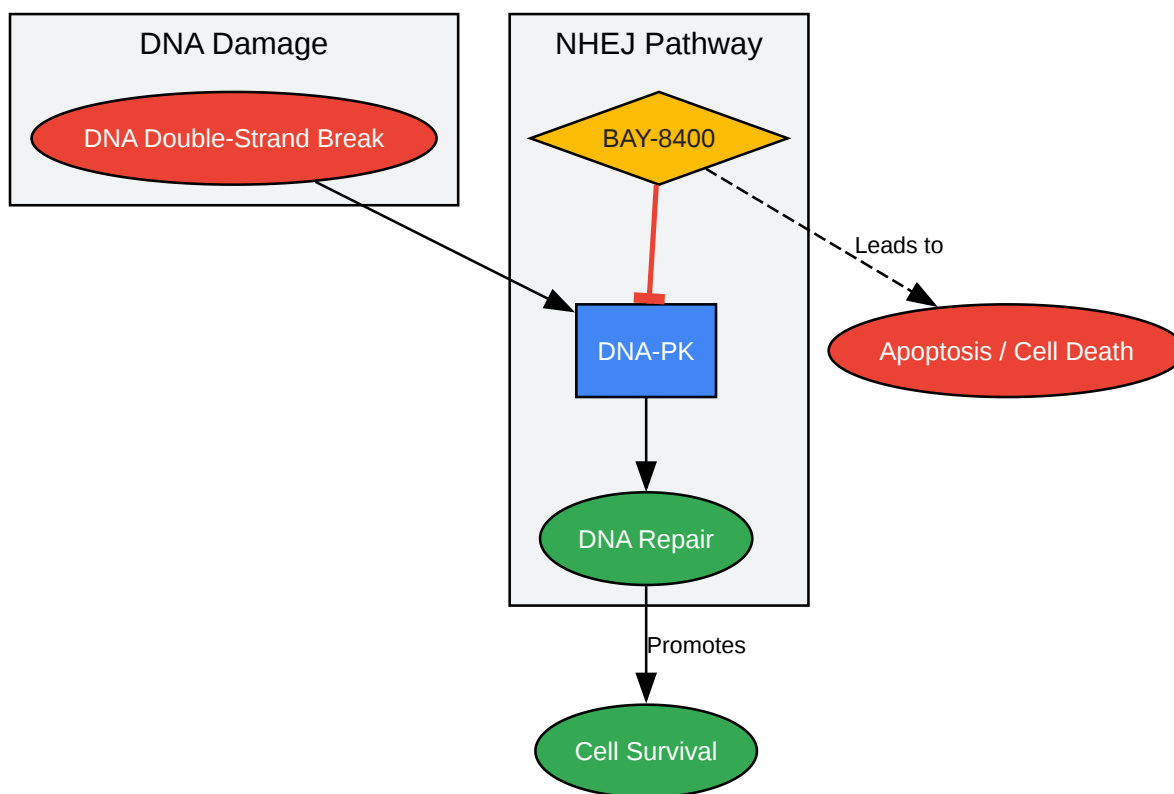 DNA Damage
NHEJ Pathway
DNA Double-Strand Break
BAY-8400
Leads to
DNA-PK
Apoptosis / Cell Death
DNA Repair
Promotes
Cell Survival